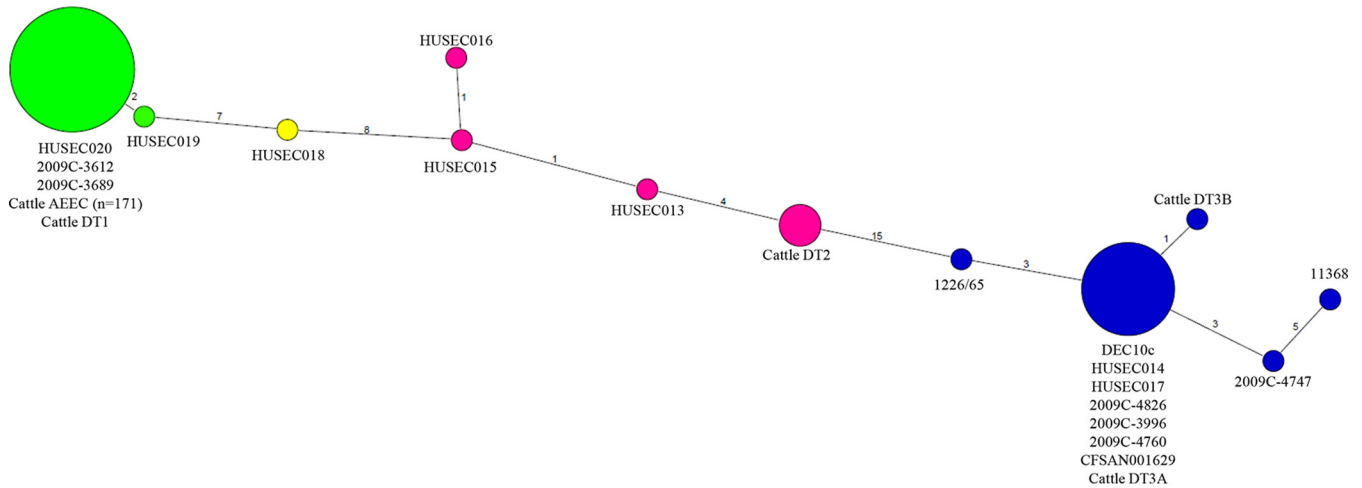 HUSEC016
2
7
8
1
HUSEC019
HUSEC018
HUSEC015
HUSEC020
2009C-3612
2009C-3689
Cattle AEEC (n=171)
Cattle DT1
1
HUSEC013
4
Cattle DT2
15
1226/65
3
Cattle DT3B
1
11368
3
5
2009C-4747
DEC10c
HUSEC014
HUSEC017
2009C-4826
2009C-3996
2009C-4760
CFSAN001629
Cattle DT3A